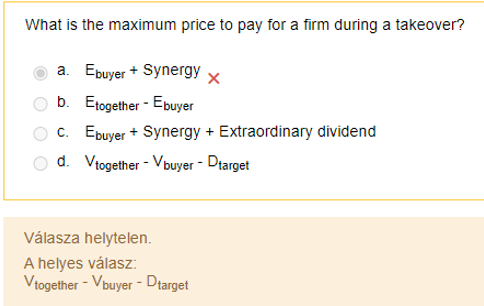 What is the maximum price to pay for a firm during a takeover?
a. Ebuyer + Synergy
b. Etogether - Ebuyer
c. Ebuyer + Synergy + Extraordinary dividend
d. Vtogether - Vbuyer - Dtarget
Válasza helytelen.
A helyes válasz:
Vtogether - Vbuyer - Dtarget